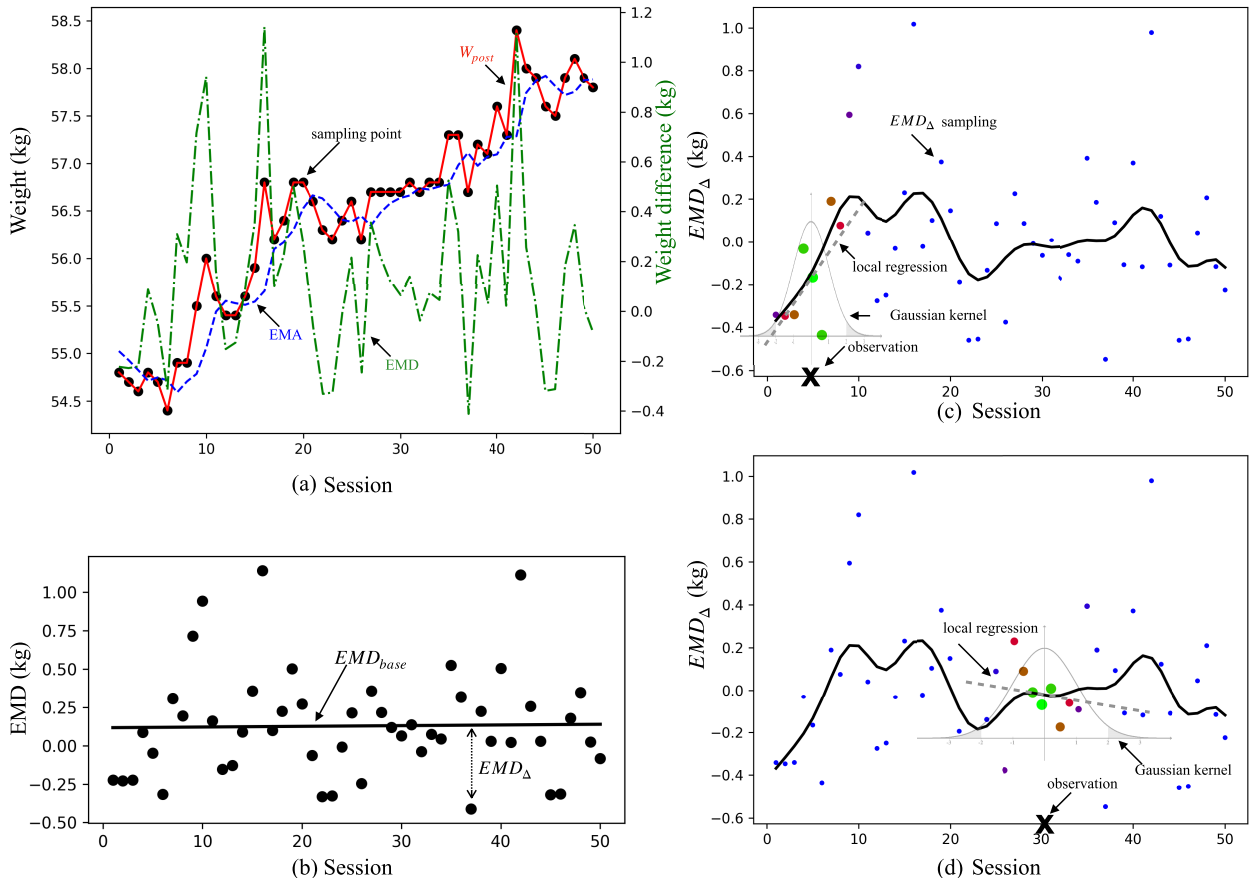 58.5
58.0
57.5
57.0
56.5
56.0
55.5
55.0
54.5
Weight (kg)
1.2
1.0
0.8
0.6
0.4
0.2
0.0
−0.2
−0.4
Weight difference (kg)
W_post
sampling point
EMA
EMD
0 10 20 30 40 50
(a) Session
1.00
0.75
0.50
0.25
0.00
−0.25
−0.50
EMD (kg)
EMD_base
EMD_Δ
0 10 20 30 40 50
(b) Session
1.0
0.8
0.6
0.4
0.2
0.0
−0.2
−0.4
−0.6
EMD_Δ (kg)
EMD_Δ sampling
local regression
Gaussian kernel
observation
X
0 10 20 30 40 50
(c) Session
1.0
0.8
0.6
0.4
0.2
0.0
−0.2
−0.4
−0.6
EMD_Δ (kg)
local regression
Gaussian kernel
observation
X
0 10 20 30 40 50
(d) Session